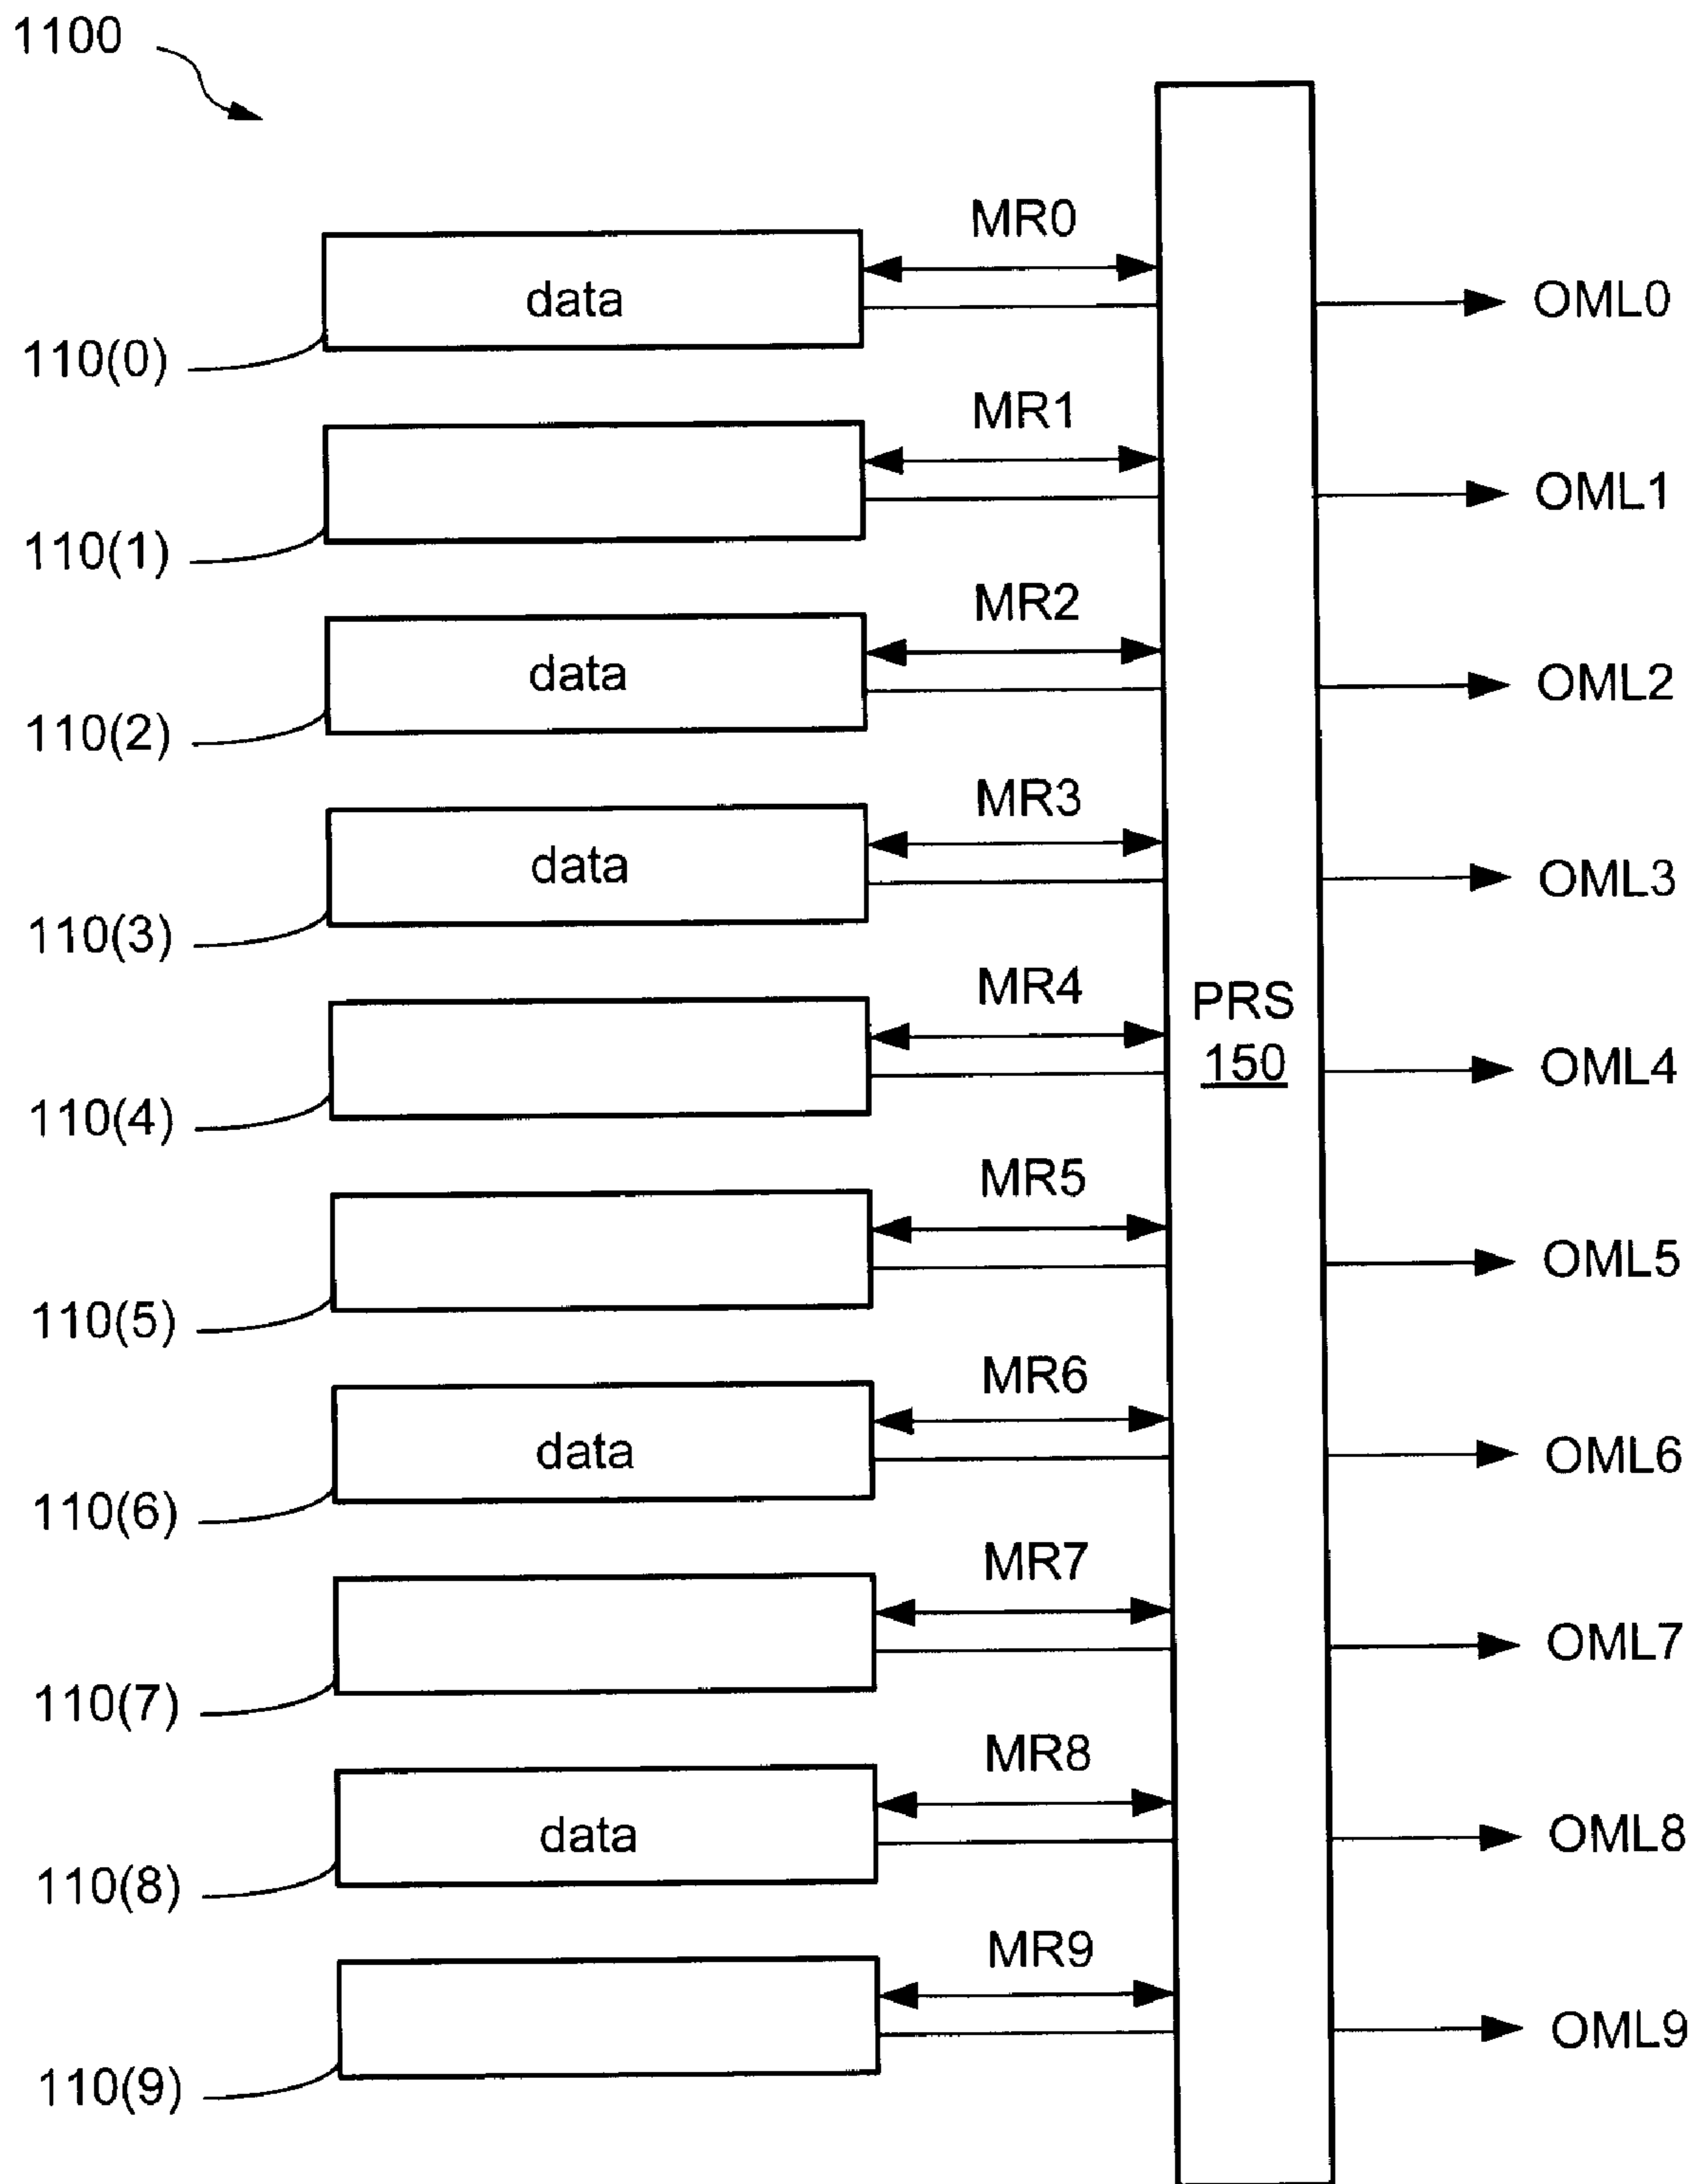 1100
MR0
data
OML0
110(0)
MR1
OML1
110(1)
MR2
data
OML2
110(2)
MR3
data
OML3
110(3)
MR4
PRS
150
OML4
110(4)
MR5
OML5
110(5)
MR6
data
OML6
110(6)
MR7
OML7
110(7)
MR8
data
OML8
110(8)
MR9
OML9
110(9)